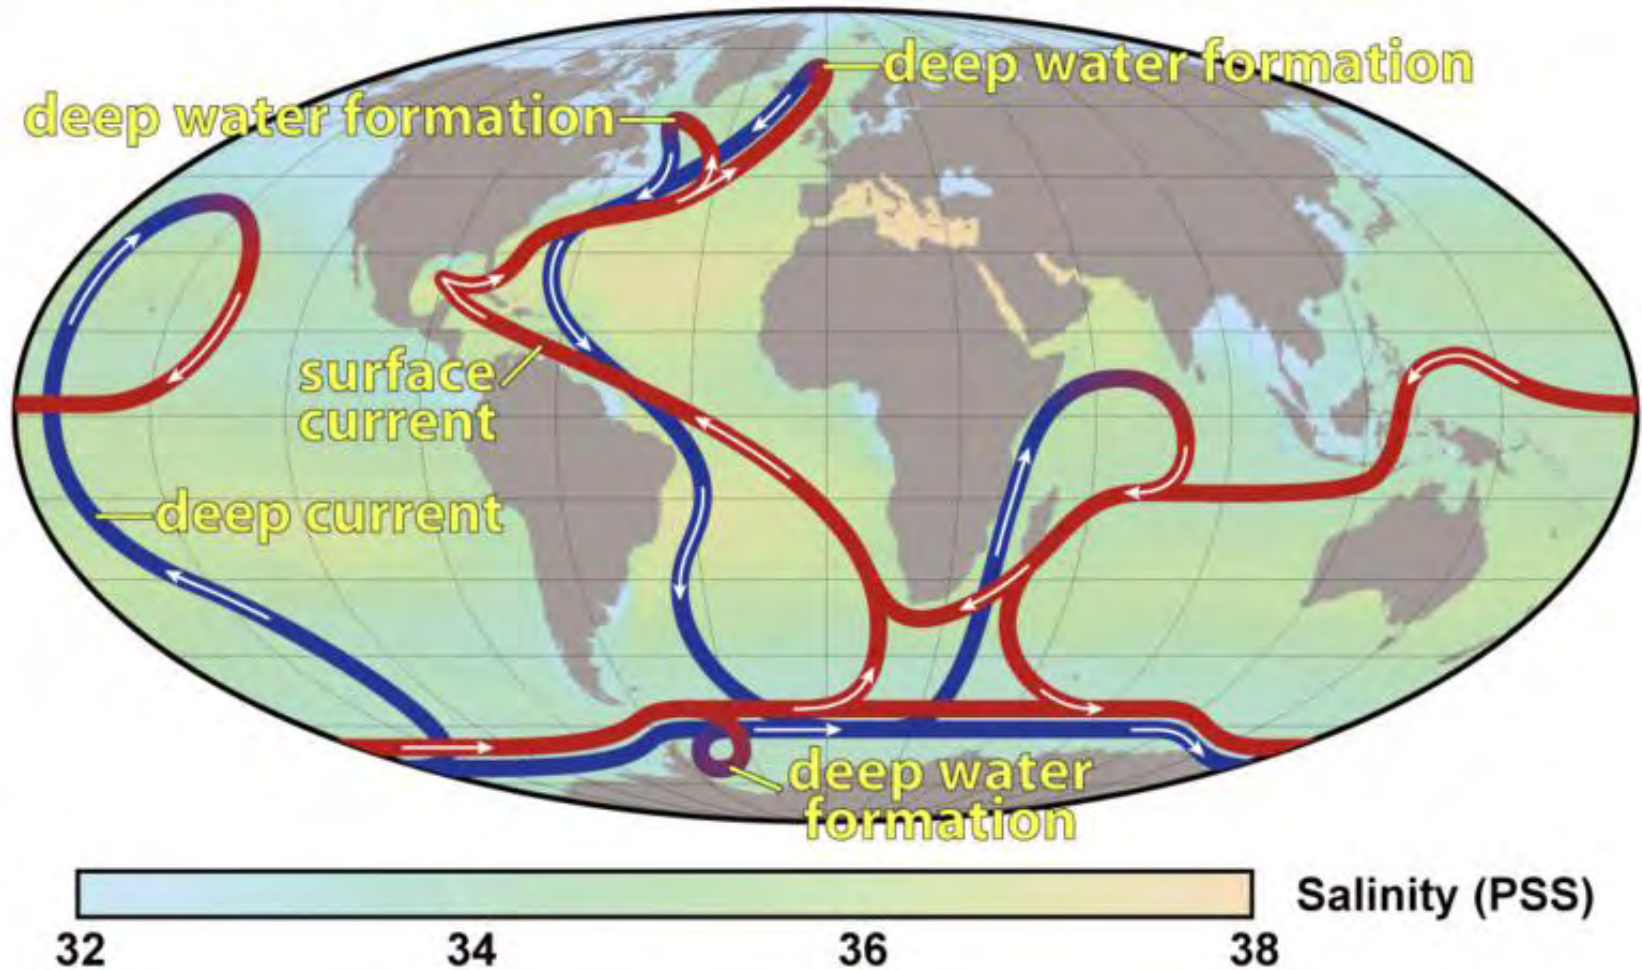 deep water formation
deep water formation
surface
current
deep current
deep water
formation
Salinity (PSS)
32 34 36 38